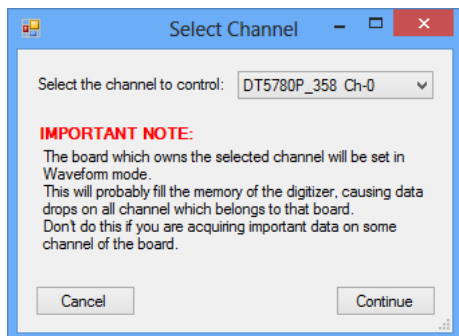 Select Channel
Select the channel to control: DT5780P_358 Ch-0
IMPORTANT NOTE:
The board which owns the selected channel will be set in
Waveform mode.
This will probably fill the memory of the digitizer, causing data
drops on all channel which belongs to that board.
Don't do this if you are acquiring important data on some
channel of the board.
Cancel Continue